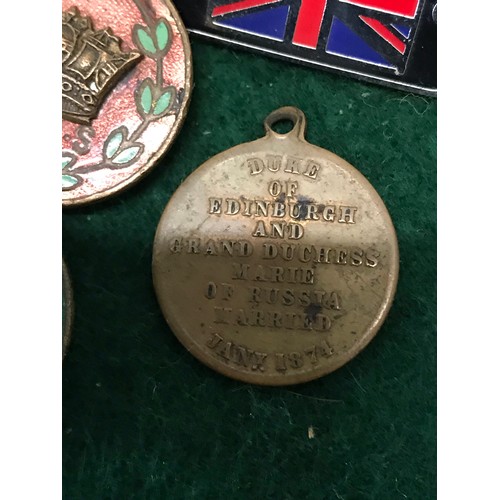 DUKE
OF
EDINBURGH
AND
GRAND DUCHESS
MARIE
OF RUSSIA
MARRIED
JANY. 1874